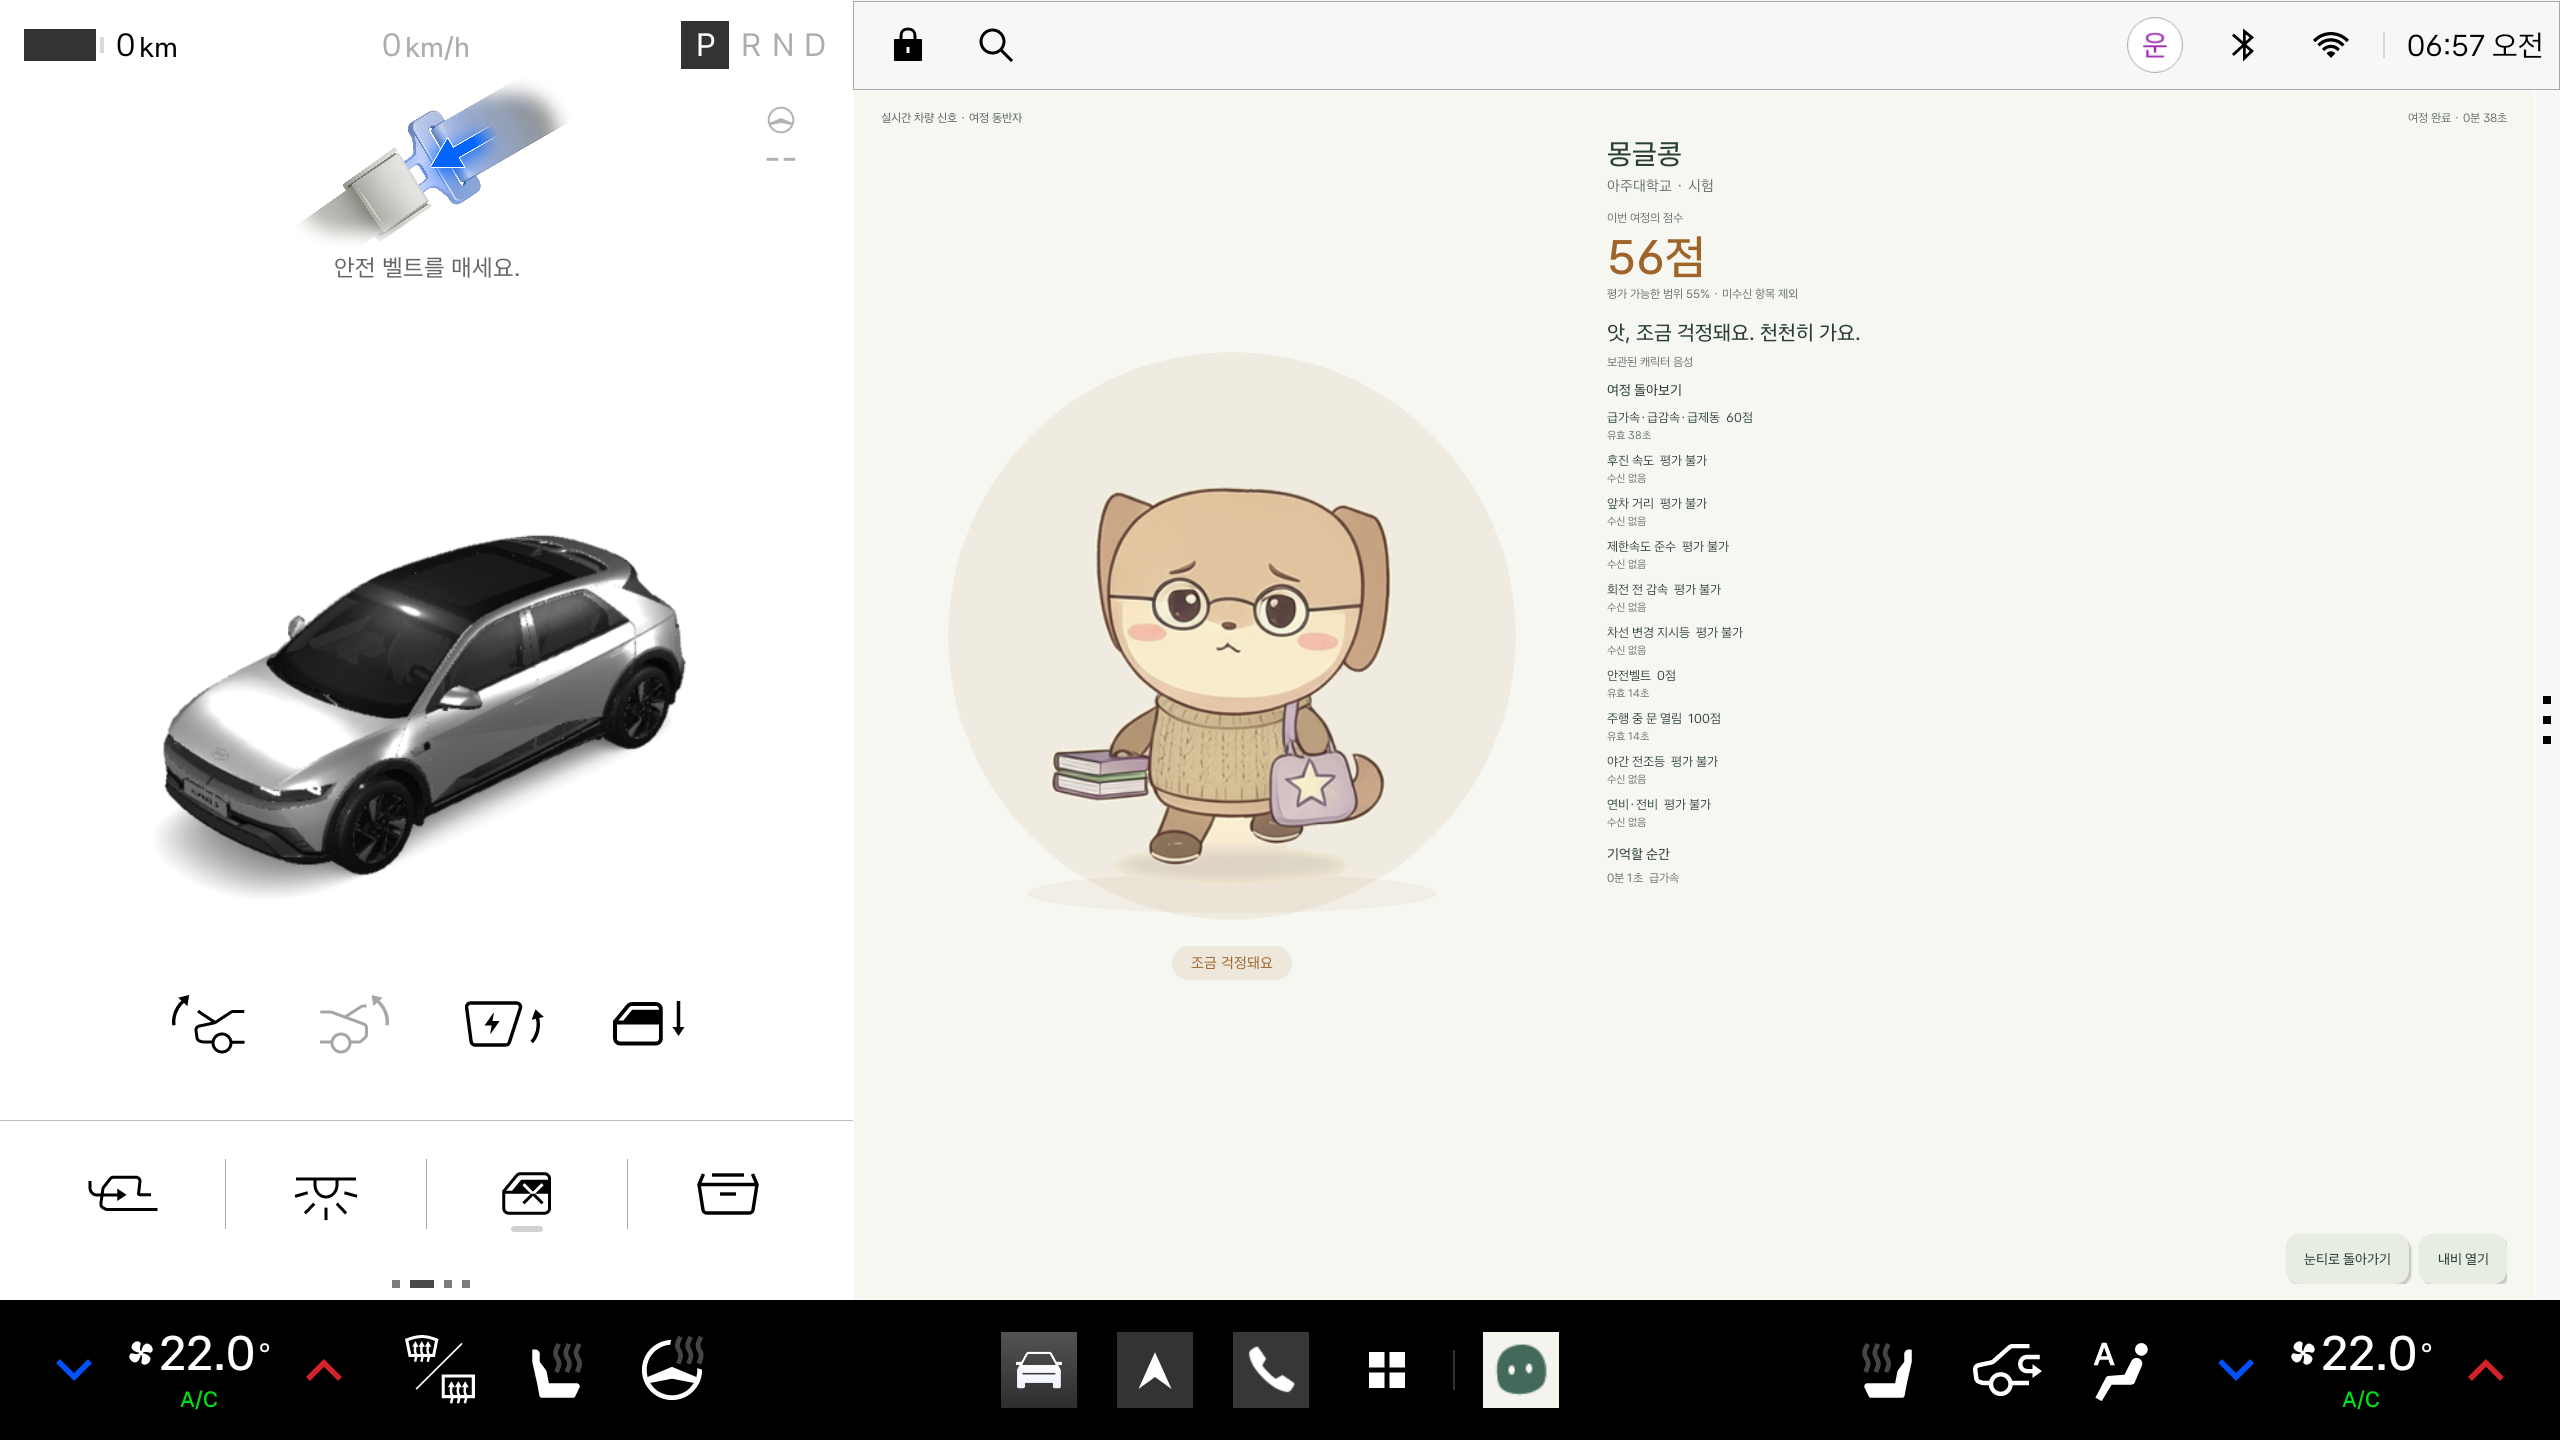 0 km
0 km/h
P R N D
안전 벨트를 매세요.
운
06:57 오전
실시간 차량 신호 · 여정 동반자
여정 완료 · 0분 38초
몽글콩
아주대학교 · 시험
이번 여정의 점수
56점
평가 가능한 범위 55% · 미수신 항목 제외
앗, 조금 걱정돼요. 천천히 가요.
보관된 캐릭터 음성
여정 돌아보기
급가속·급감속·급제동 60점
유효 38초
후진 속도 평가 불가
수신 없음
앞차 거리 평가 불가
수신 없음
제한속도 준수 평가 불가
수신 없음
회전 전 감속 평가 불가
수신 없음
차선 변경 지시등 평가 불가
수신 없음
안전벨트 0점
유효 14초
주행 중 문 열림 100점
유효 14초
야간 전조등 평가 불가
수신 없음
연비·전비 평가 불가
수신 없음
기억할 순간
0분 1초 급가속
조금 걱정돼요
눈티로 돌아가기
내비 열기
22.0°
A/C
A
22.0°
A/C